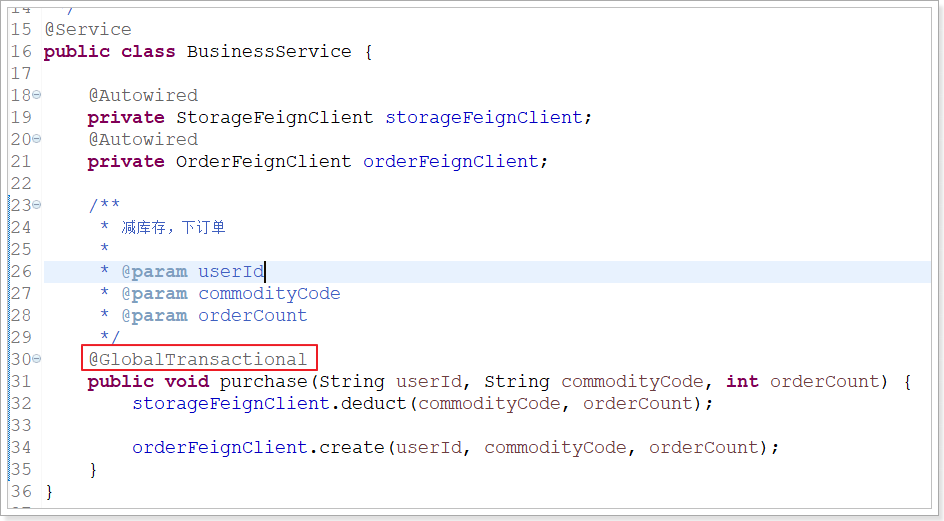 14  */
15 @Service
16 public class BusinessService {
17
18     @Autowired
19     private StorageFeignClient storageFeignClient;
20     @Autowired
21     private OrderFeignClient orderFeignClient;
22
23     /**
24      * 减库存，下订单
25      *
26      * @param userId
27      * @param commodityCode
28      * @param orderCount
29      */
30     @GlobalTransactional
31     public void purchase(String userId, String commodityCode, int orderCount) {
32         storageFeignClient.deduct(commodityCode, orderCount);
33
34         orderFeignClient.create(userId, commodityCode, orderCount);
35     }
36 }